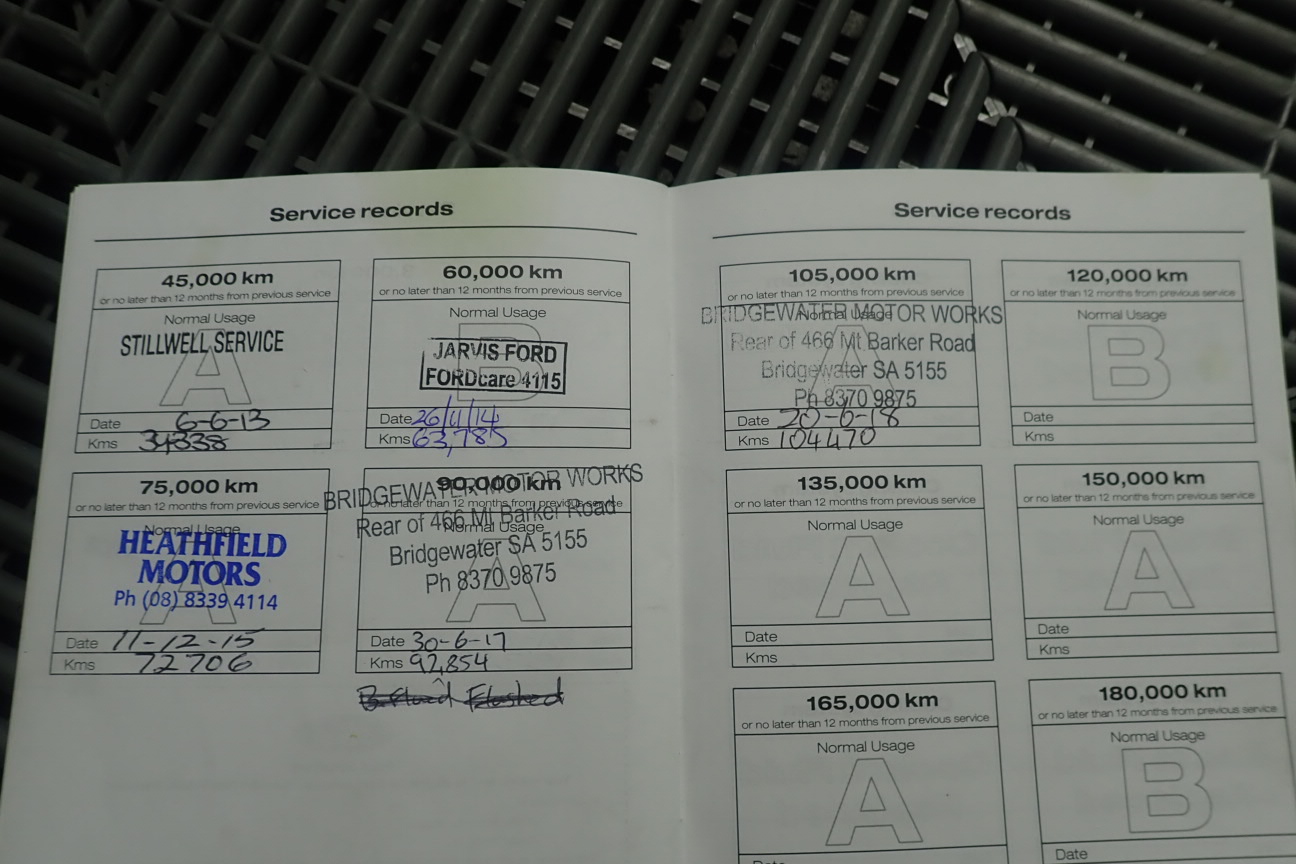 Service records
45,000 km
or no later than 12 months from previous service
Normal Usage
A
STILLWELL SERVICE
Date 6-6-13
Kms 34338
60,000 km
or no later than 12 months from previous service
Normal Usage
B
JARVIS FORD
FORDcare 4115
Date 26/11/14
Kms 63,785
75,000 km
or no later than 12 months from previous service
Normal Usage
A
HEATHFIELD
MOTORS
Ph (08) 8339 4114
Date 11-12-15
Kms 72706
90,000 km
or no later than 12 months from previous service
Normal Usage
A
BRIDGEWATER MOTOR WORKS
Rear of 466 Mt Barker Road
Bridgewater SA 5155
Ph 8370 9875
Date 30-6-17
Kms 92,854
Flushed
Service records
105,000 km
or no later than 12 months from previous service
Normal Usage
A
BRIDGEWATER MOTOR WORKS
Rear of 466 Mt Barker Road
Bridgewater SA 5155
Ph 8370 9875
Date 20-6-18
Kms 104470
120,000 km
or no later than 12 months from previous service
Normal Usage
B
Date
Kms
135,000 km
or no later than 12 months from previous service
Normal Usage
A
Date
Kms
150,000 km
or no later than 12 months from previous service
Normal Usage
A
Date
Kms
165,000 km
or no later than 12 months from previous service
Normal Usage
A
Date
180,000 km
or no later than 12 months from previous service
Normal Usage
B
Date